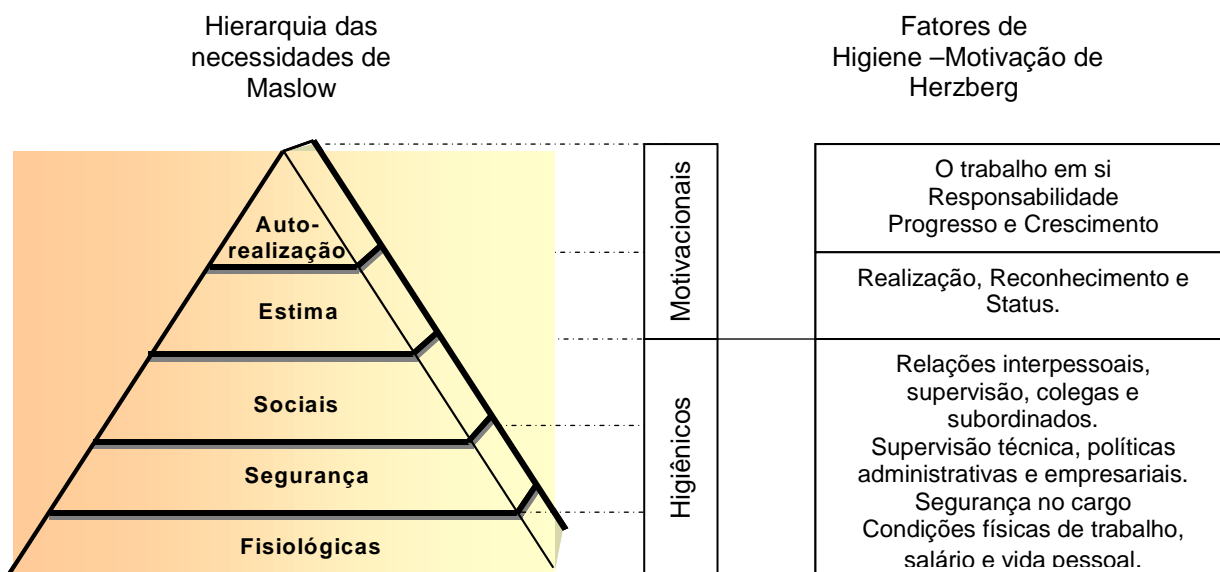 Hierarquia das
necessidades de
Maslow
Fatores de
Higiene –Motivação de
Herzberg
Auto-
realização
Estima
Sociais
Segurança
Fisiológicas
Motivacionais
Higiênicos
O trabalho em si
Responsabilidade
Progresso e Crescimento
Realização, Reconhecimento e
Status.
Relações interpessoais,
supervisão, colegas e
subordinados.
Supervisão técnica, políticas
administrativas e empresariais.
Segurança no cargo
Condições físicas de trabalho,
salário e vida pessoal.